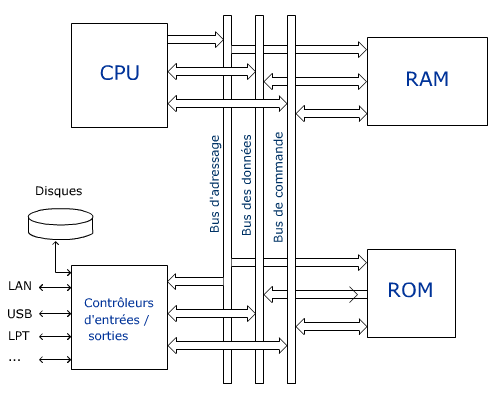 CPU
RAM
Bus d'adressage
Bus des données
Bus de commande
Disques
LAN
USB
LPT
...
Contrôleurs
d'entrées /
sorties
ROM